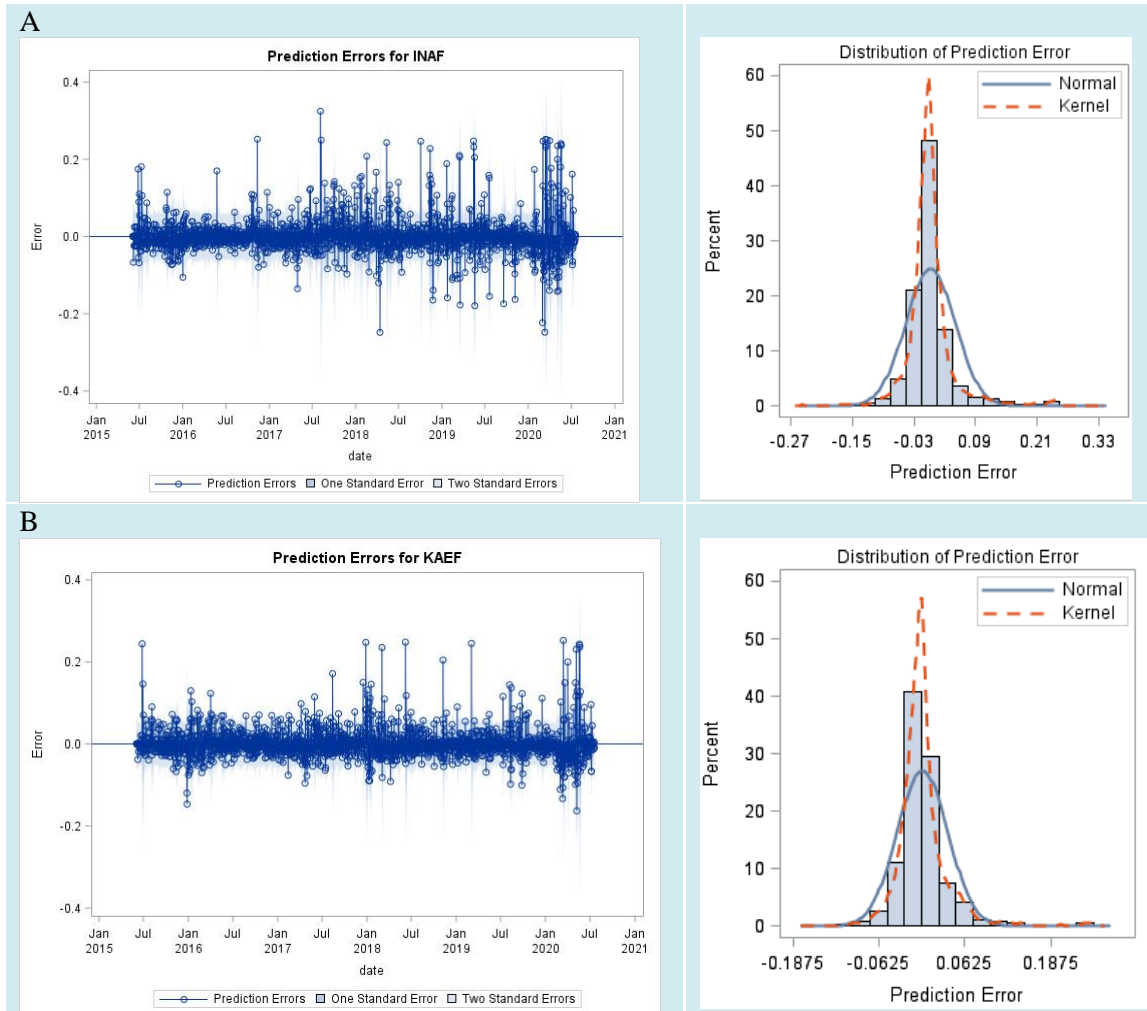 A
Prediction Errors for INAF
0.4
0.2
0.0
-0.2
-0.4
Error
Jan Jul Jan Jul Jan Jul Jan Jul Jan Jul Jan Jul Jan
2015 2016 2017 2018 2019 2020 2021
date
Prediction Errors One Standard Error Two Standard Errors
Distribution of Prediction Error
Normal
Kernel
60
50
40
30
20
10
0
Percent
-0.27 -0.15 -0.03 0.09 0.21 0.33
Prediction Error
B
Prediction Errors for KAEF
0.4
0.2
0.0
-0.2
-0.4
Error
Jan Jul Jan Jul Jan Jul Jan Jul Jan Jul Jan Jul Jan
2015 2016 2017 2018 2019 2020 2021
date
Prediction Errors One Standard Error Two Standard Errors
Distribution of Prediction Error
Normal
Kernel
60
50
40
30
20
10
0
Percent
-0.1875 -0.0625 0.0625 0.1875
Prediction Error